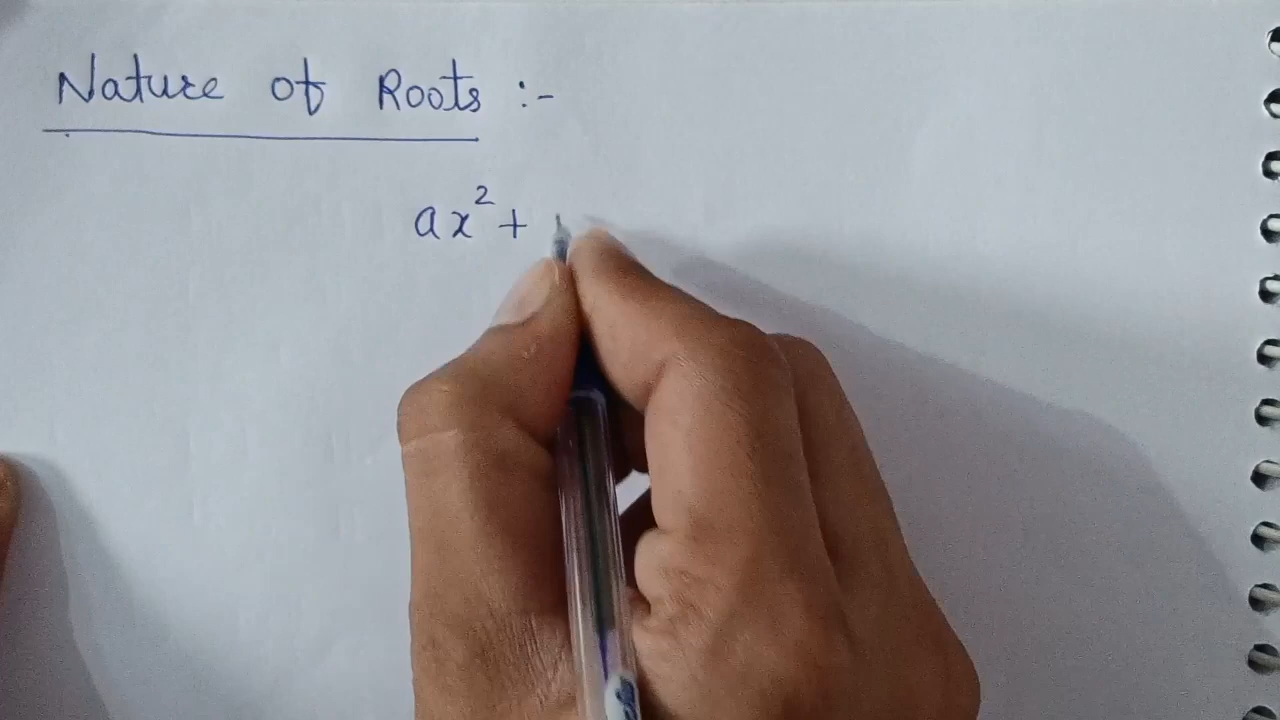 Nature of Roots :-
ax² +